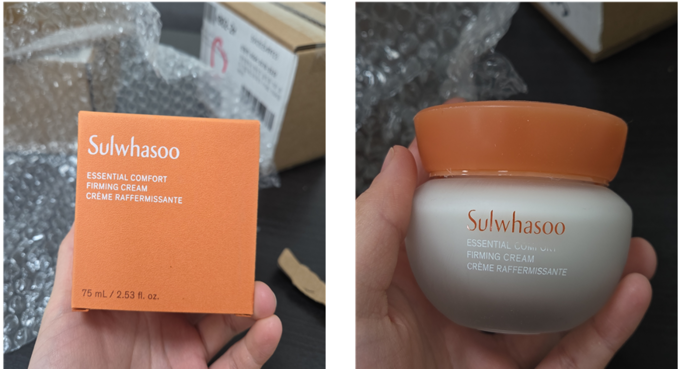 Sulwhasoo
ESSENTIAL COMFORT
FIRMING CREAM
CRÈME RAFFERMISSANTE
75 mL / 2.53 fl. oz.
Sulwhasoo
ESSENTIAL COMFORT
FIRMING CREAM
CRÈME RAFFERMISSANTE